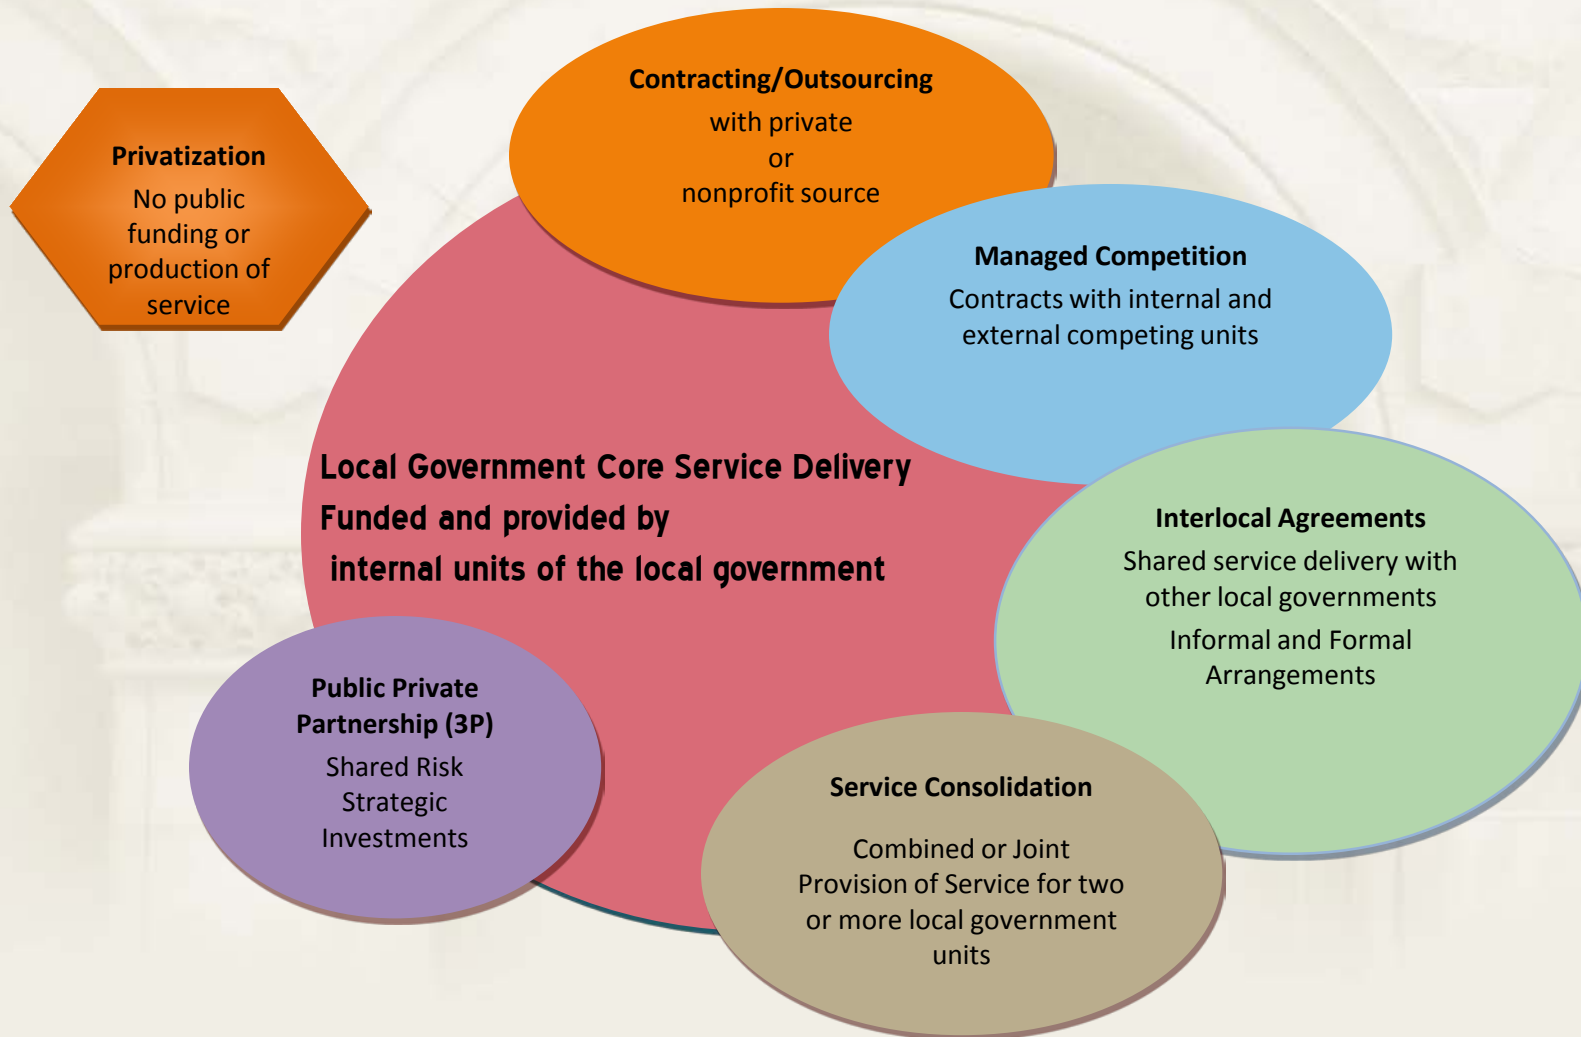 Contracting/Outsourcing
with private
or
nonprofit source
Privatization
No public
funding or
production of
service
Managed Competition
Contracts with internal and
external competing units
Local Government Core Service Delivery
Funded and provided by
internal units of the local government
Interlocal Agreements
Shared service delivery with
other local governments
Informal and Formal
Arrangements
Public Private
Partnership (3P)
Shared Risk
Strategic
Investments
Service Consolidation
Combined or Joint
Provision of Service for two
or more local government
units